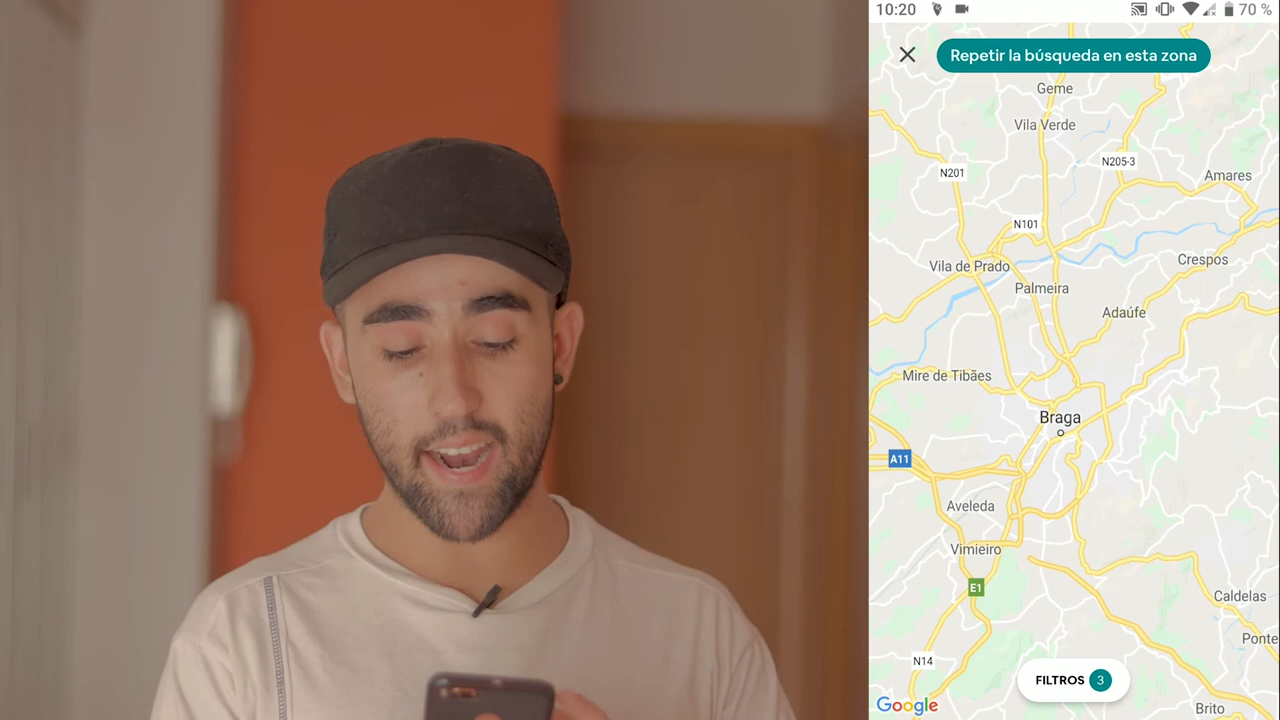 10:20
70 %
Repetir la búsqueda en esta zona
Geme
Vila Verde
N205-3
N201
Amares
N101
Crespos
Vila de Prado
Palmeira
Adaúfe
Mire de Tibães
Braga
A11
Aveleda
Vimieiro
E1
Caldelas
Ponte
N14
FILTROS 3
Google
Brito